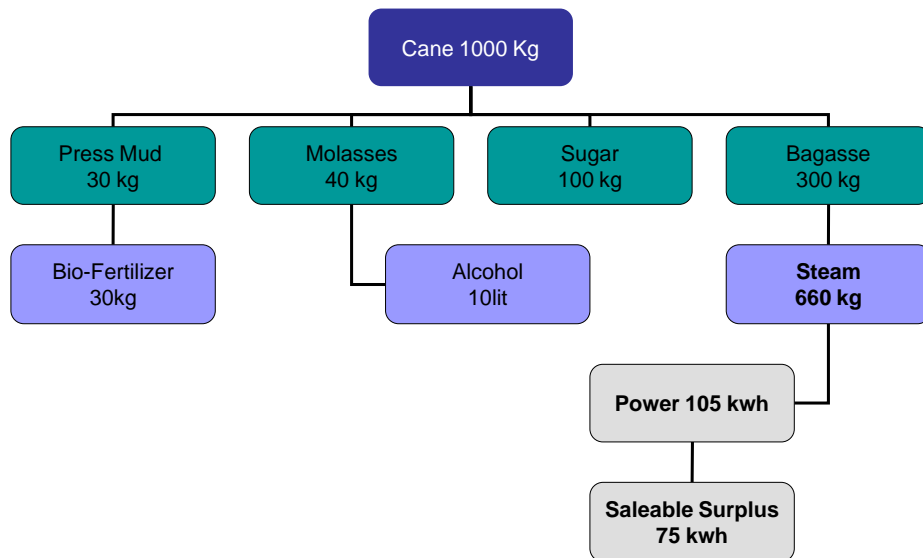 Cane 1000 Kg
Press Mud
30 kg
Molasses
40 kg
Sugar
100 kg
Bagasse
300 kg
Bio-Fertilizer
30kg
Alcohol
10lit
Steam
660 kg
Power 105 kwh
Saleable Surplus
75 kwh